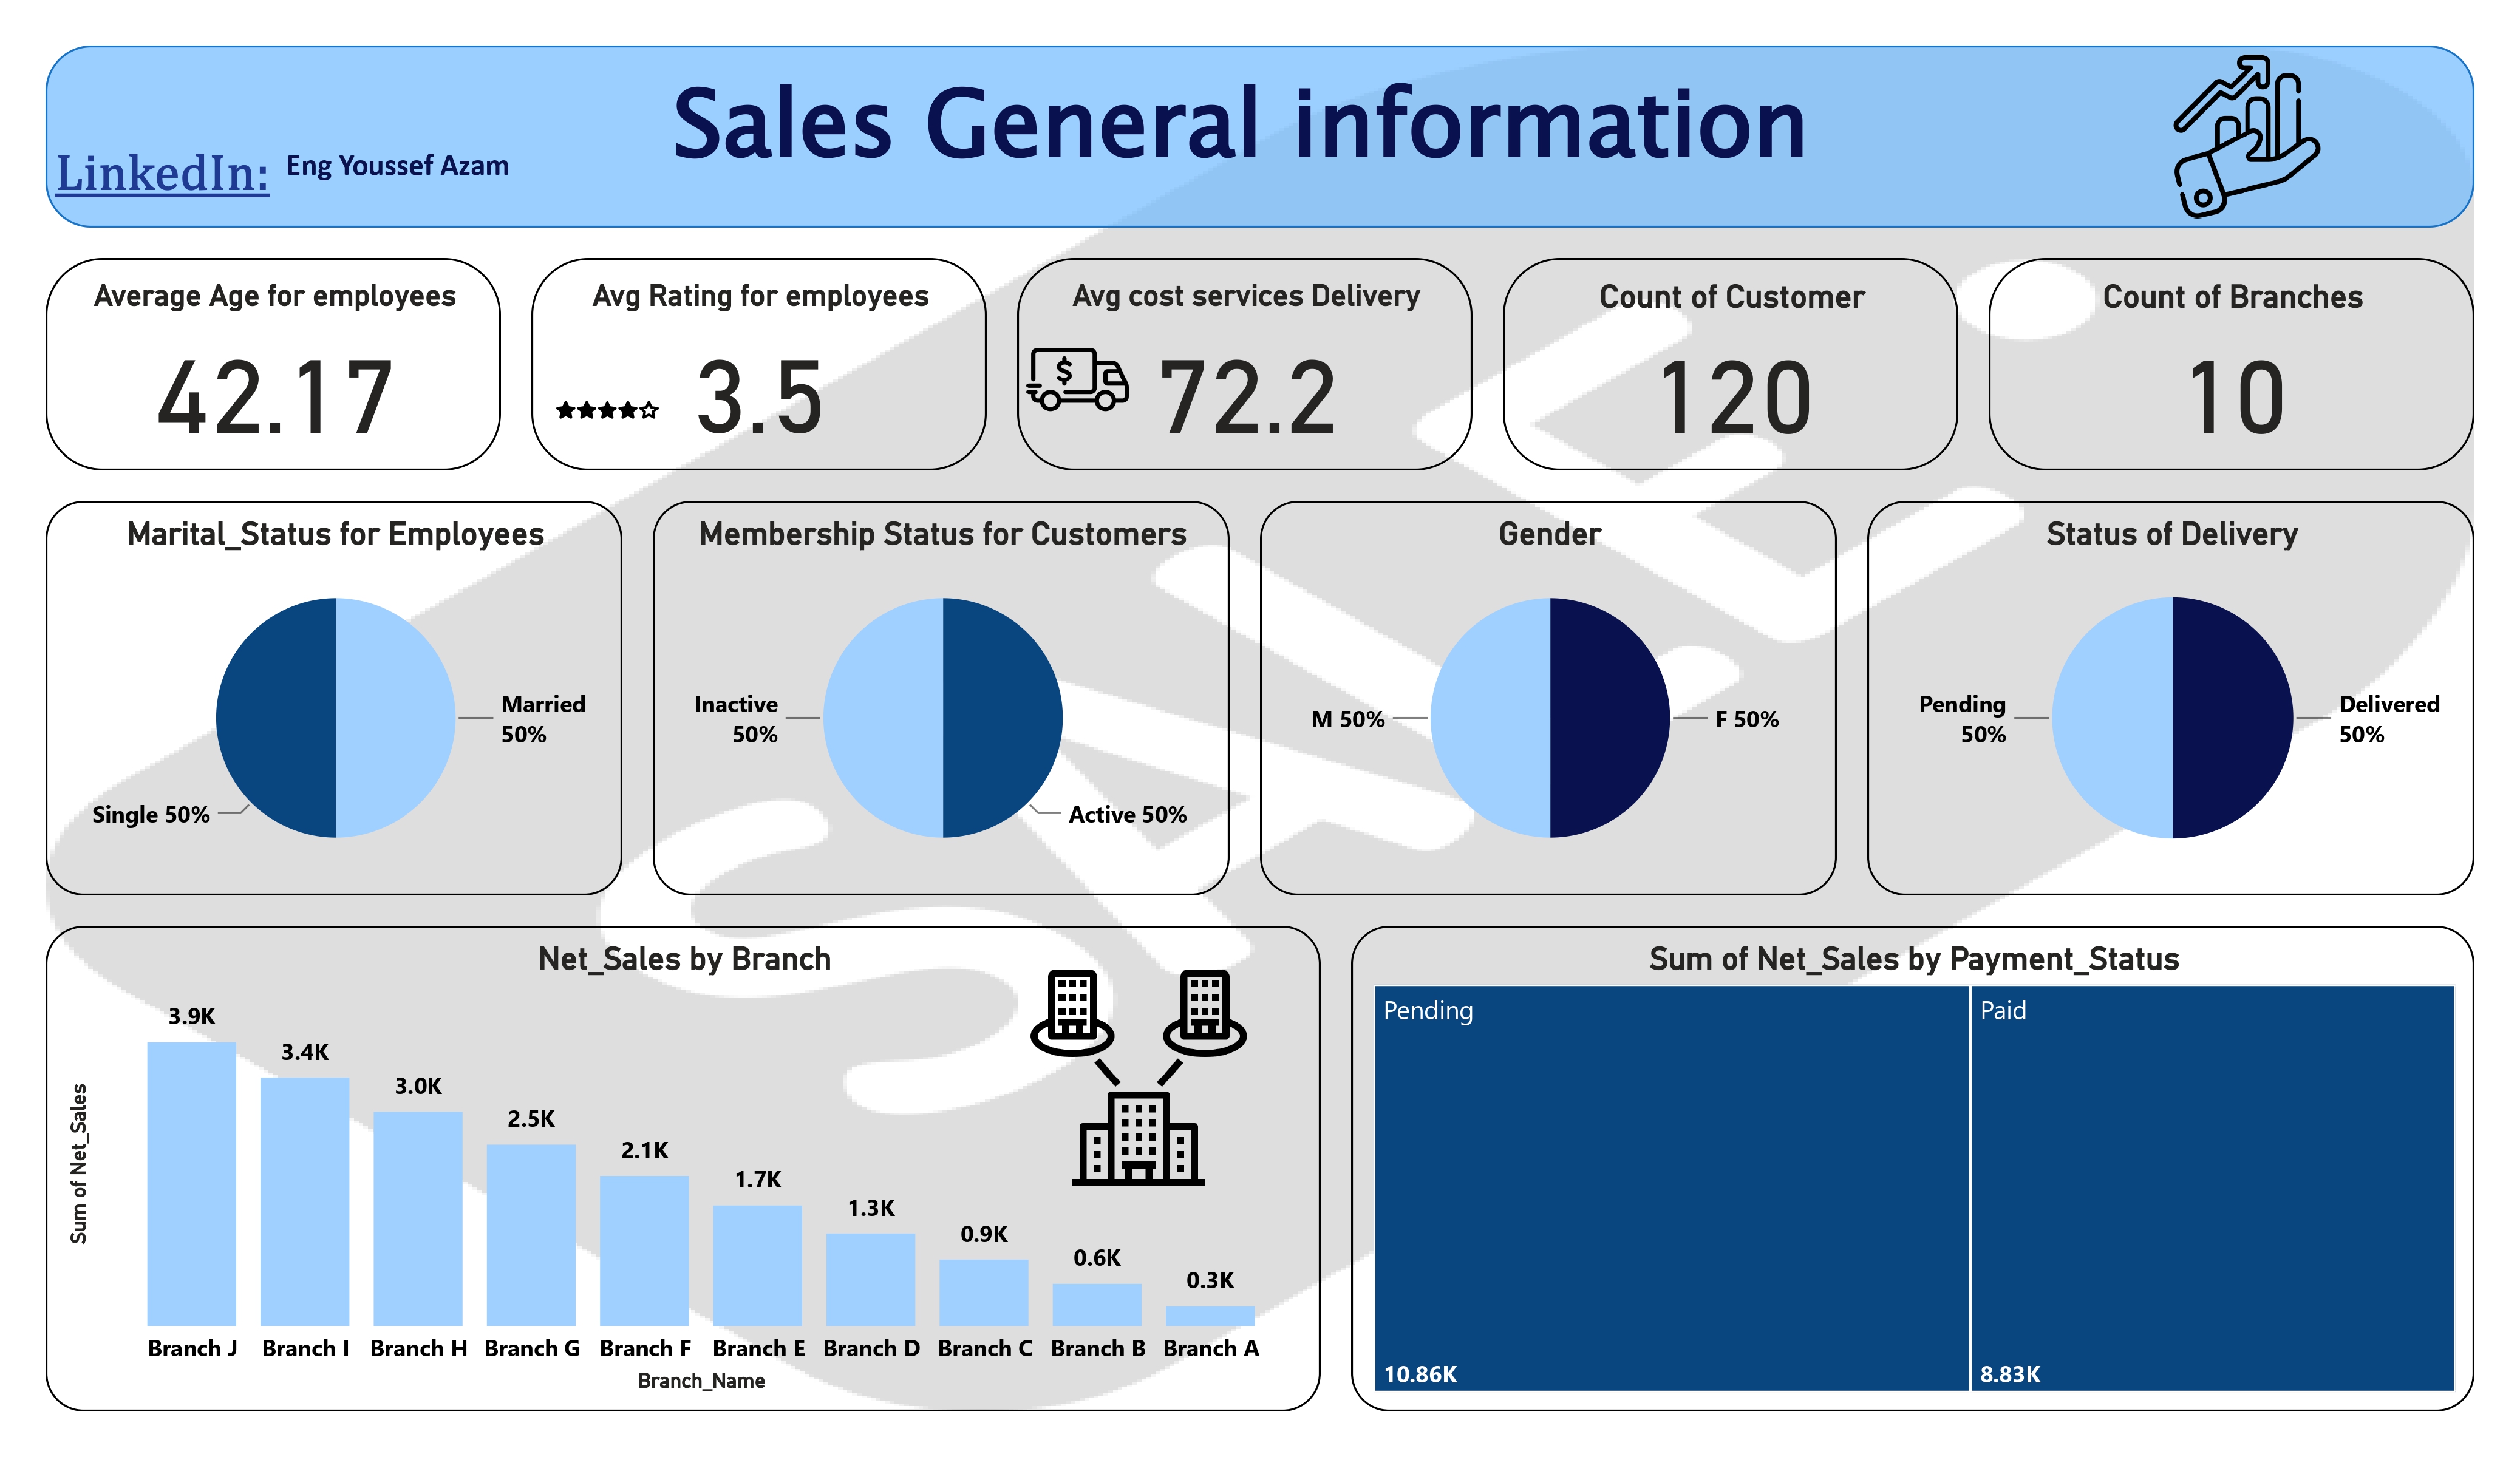 Sales General information
LinkedIn: Eng Youssef Azam
Average Age for employees
42.17
Avg Rating for employees
3.5
Avg cost services Delivery
$
72.2
Count of Customer
120
Count of Branches
10
Marital_Status for Employees
Married
50%
Single 50%
Membership Status for Customers
Inactive
50%
Active 50%
Gender
M 50%
F 50%
Status of Delivery
Pending
50%
Delivered
50%
Net_Sales by Branch
Sum of Net_Sales
3.9K
3.4K
3.0K
2.5K
2.1K
1.7K
1.3K
0.9K
0.6K
0.3K
Branch J
Branch I
Branch H
Branch G
Branch F
Branch E
Branch D
Branch C
Branch B
Branch A
Branch_Name
Sum of Net_Sales by Payment_Status
Pending
10.86K
Paid
8.83K